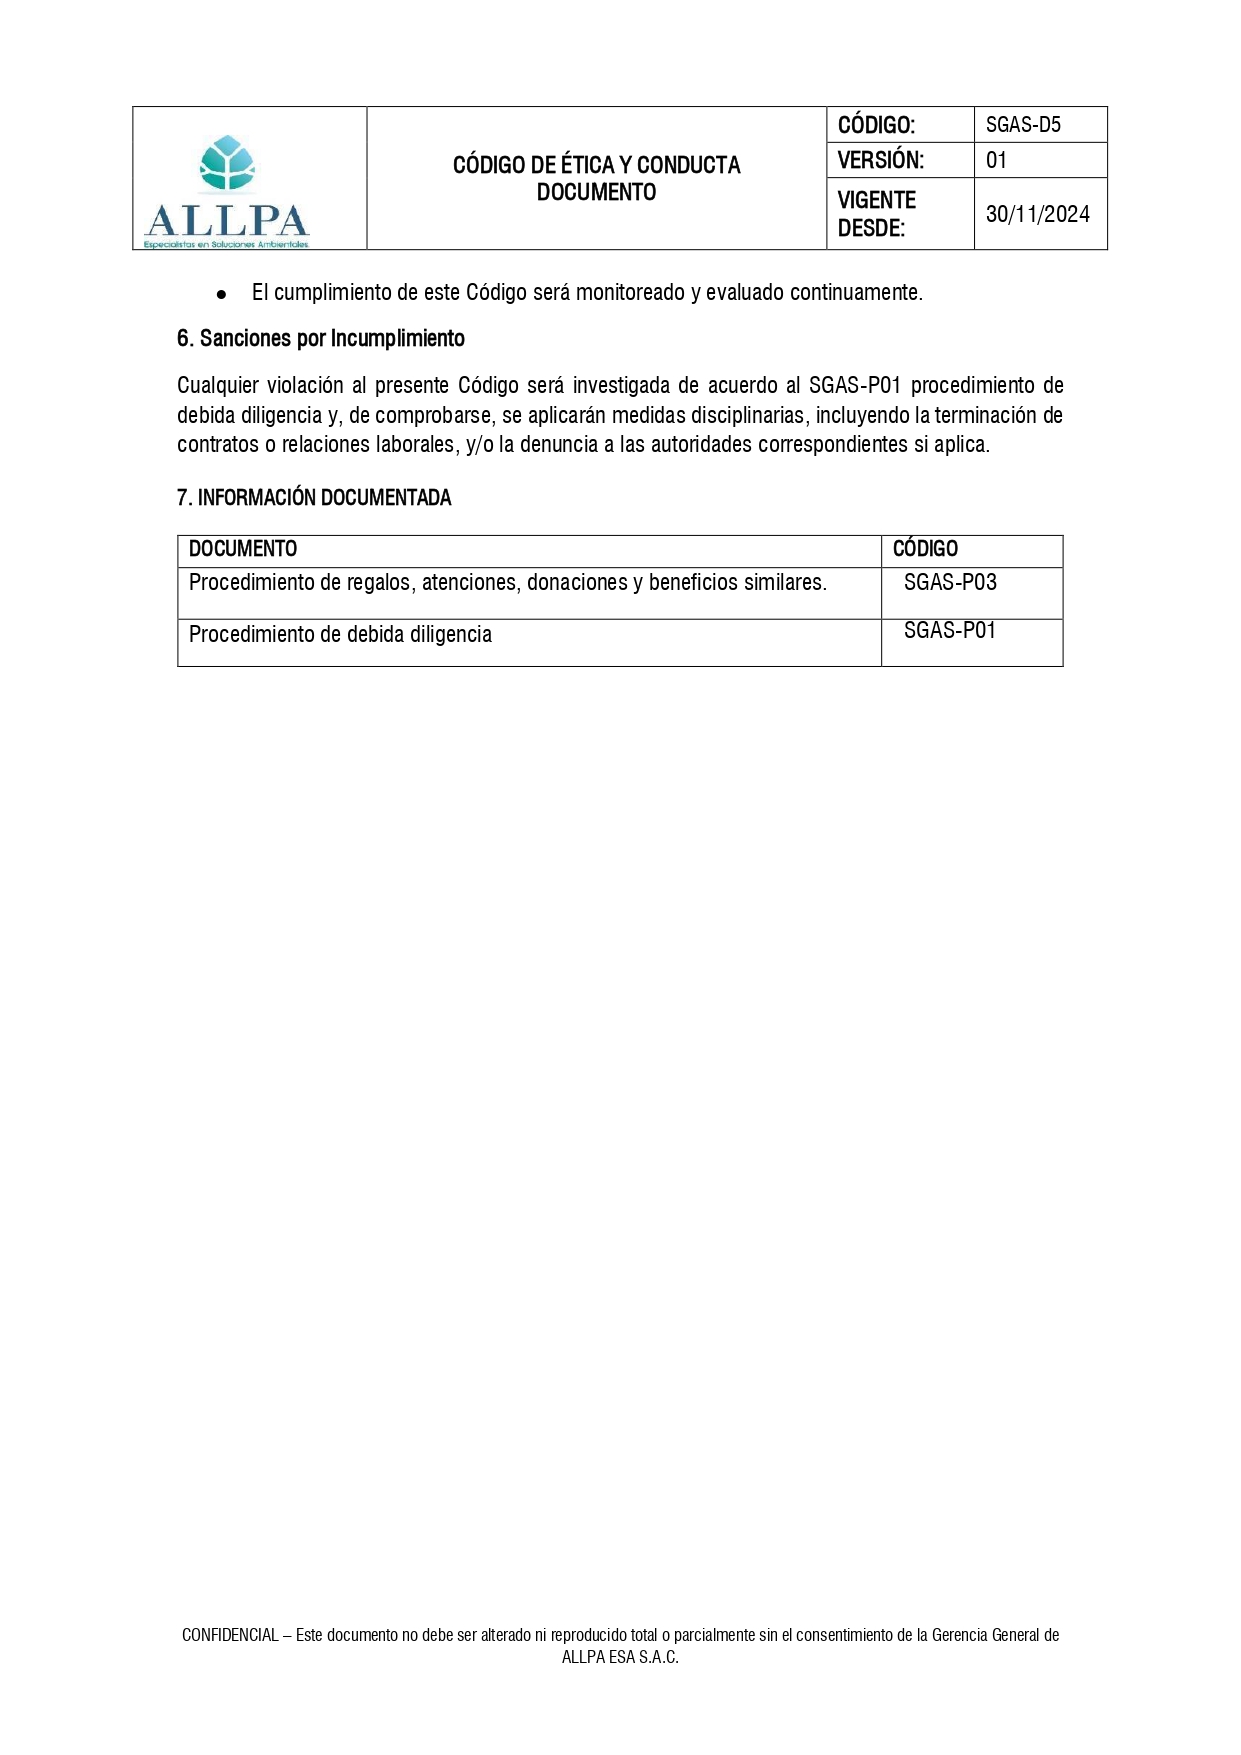 ALLPA
Especialistas en Soluciones Ambientales.
CÓDIGO DE ÉTICA Y CONDUCTA
DOCUMENTO
CÓDIGO: SGAS-D5
VERSIÓN: 01
VIGENTE
DESDE: 30/11/2024
● El cumplimiento de este Código será monitoreado y evaluado continuamente.
6. Sanciones por Incumplimiento
Cualquier violación al presente Código será investigada de acuerdo al SGAS-P01 procedimiento de
debida diligencia y, de comprobarse, se aplicarán medidas disciplinarias, incluyendo la terminación de
contratos o relaciones laborales, y/o la denuncia a las autoridades correspondientes si aplica.
7. INFORMACIÓN DOCUMENTADA
DOCUMENTO CÓDIGO
Procedimiento de regalos, atenciones, donaciones y beneficios similares. SGAS-P03
Procedimiento de debida diligencia SGAS-P01
CONFIDENCIAL – Este documento no debe ser alterado ni reproducido total o parcialmente sin el consentimiento de la Gerencia General de
ALLPA ESA S.A.C.